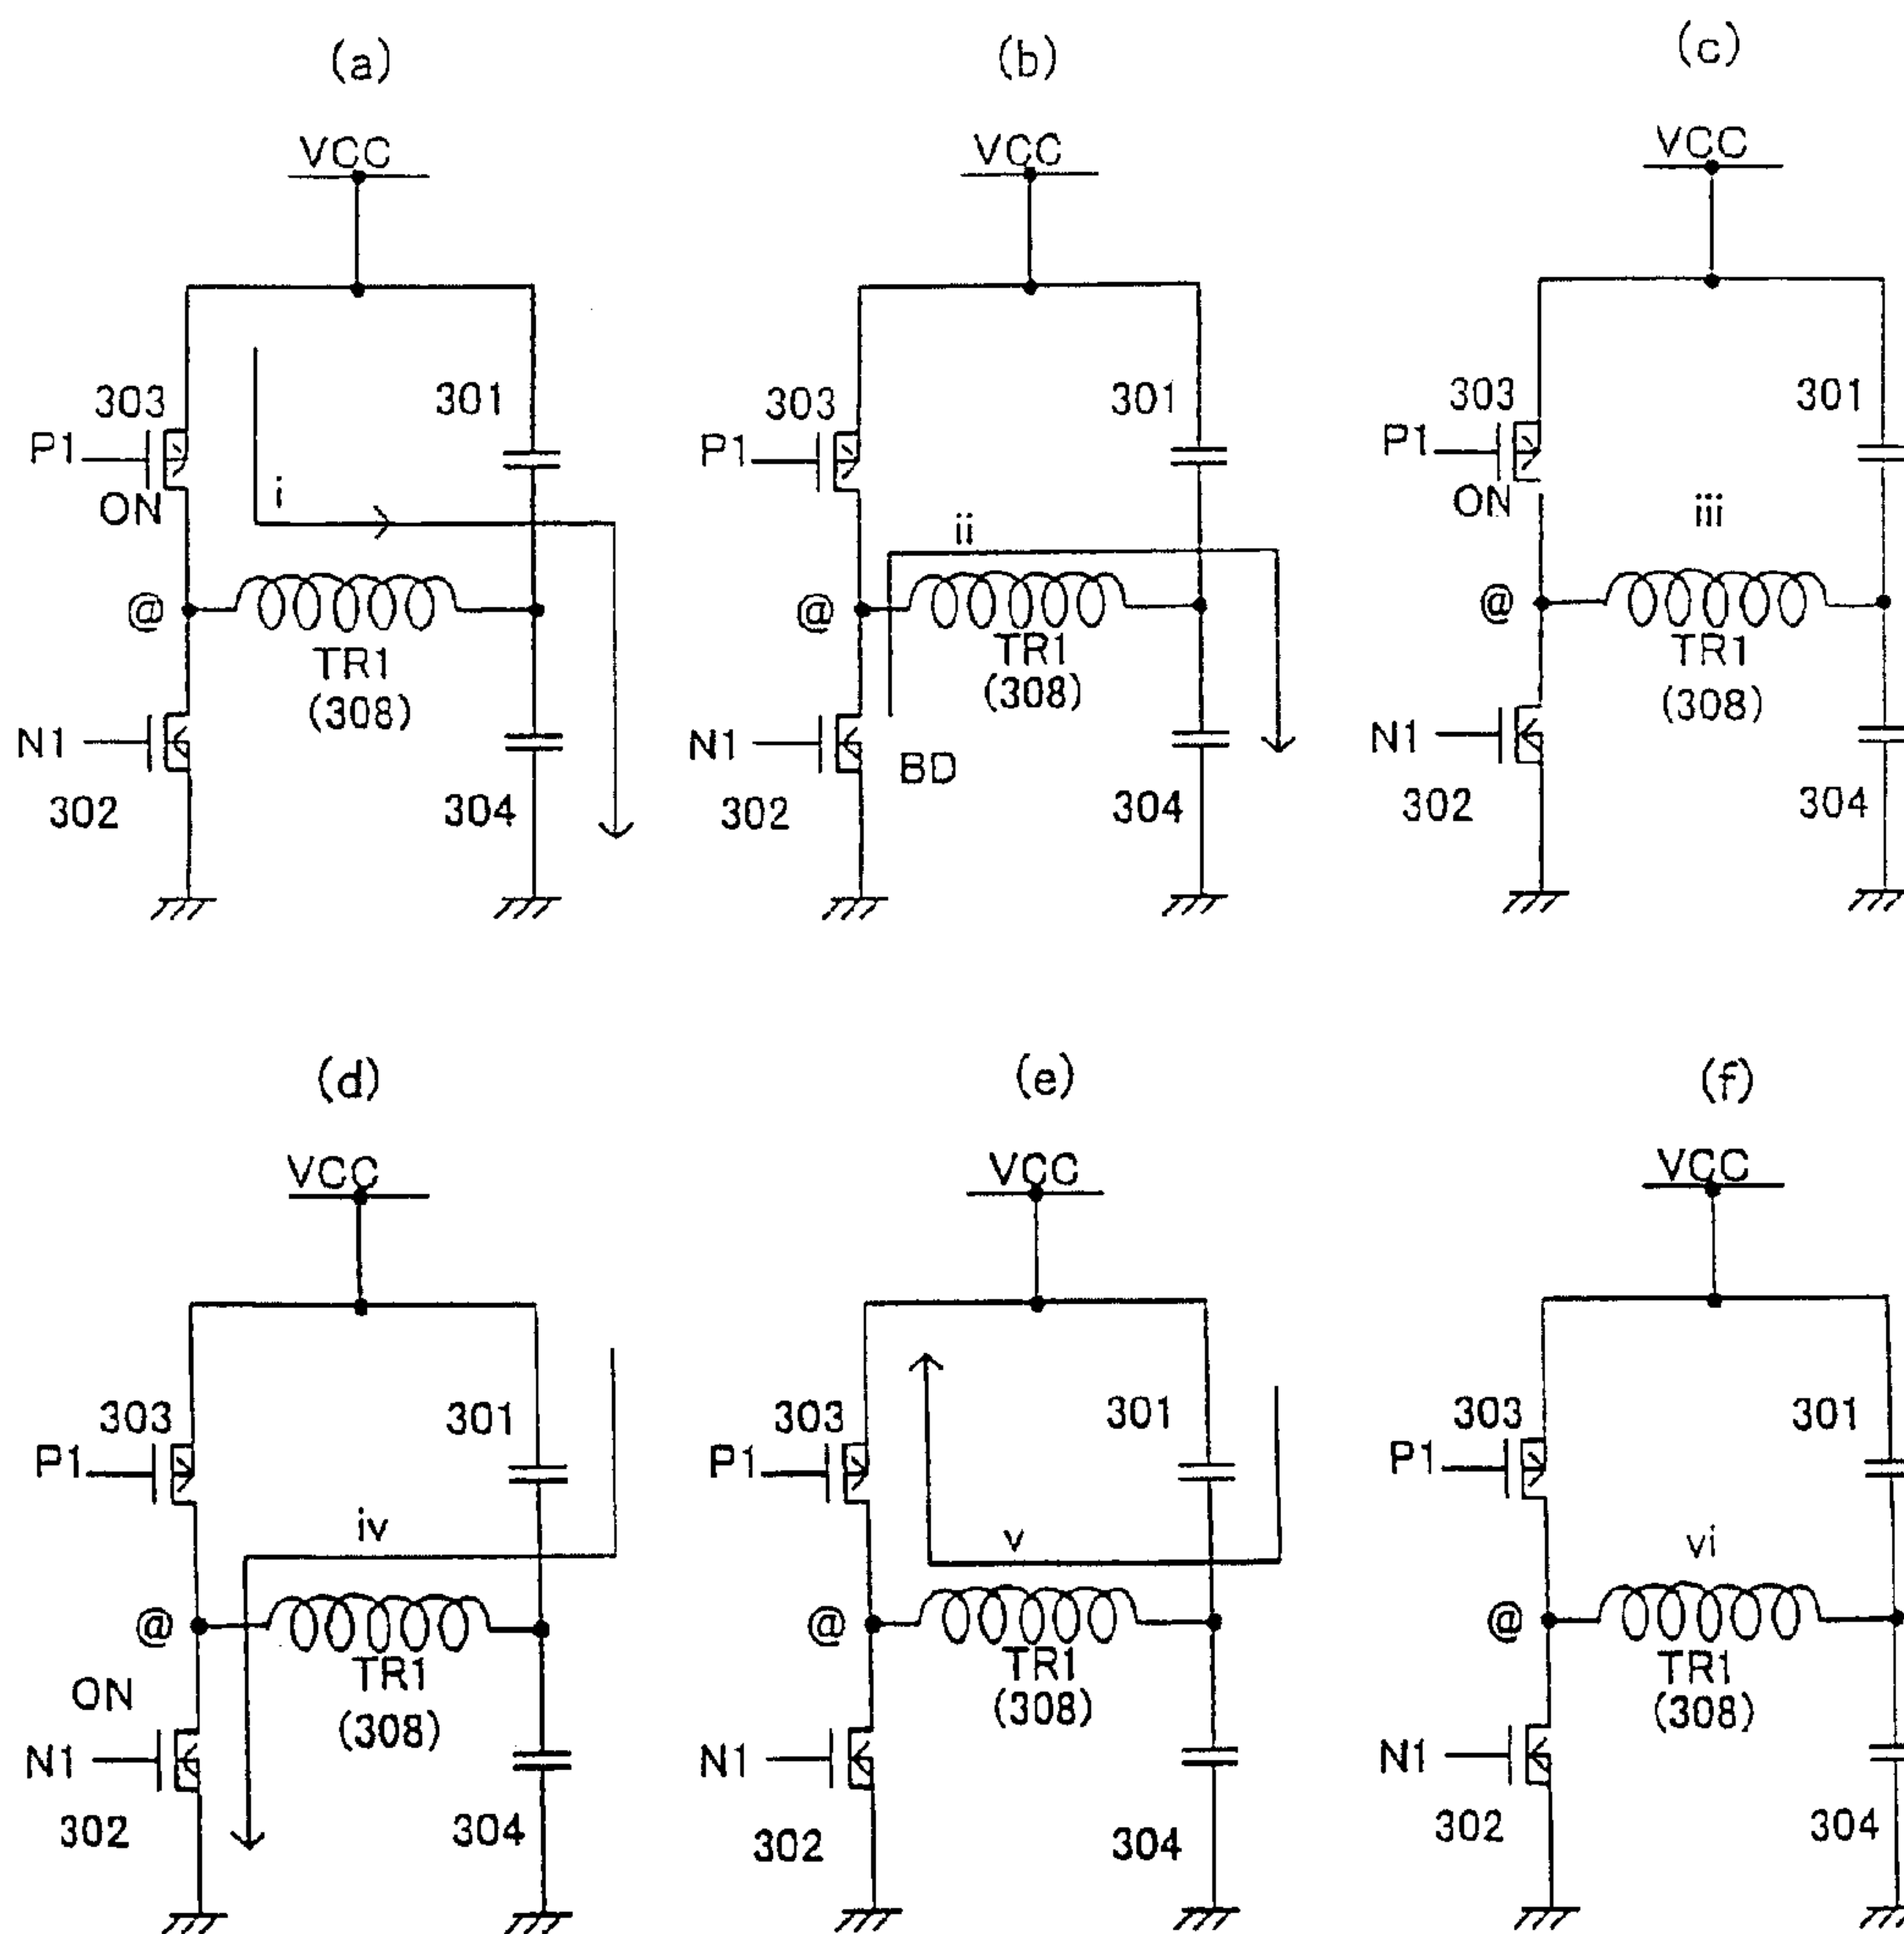 (a)
VCC
303
301
P1
ON
i
@
TR1
(308)
N1
302
304
(b)
VCC
303
301
P1
ii
@
TR1
(308)
N1
BD
302
304
(c)
VCC
303
301
P1
ON
iii
@
TR1
(308)
N1
302
304
(d)
VCC
303
301
P1
iv
@
TR1
(308)
ON
N1
302
304
(e)
VCC
303
301
P1
v
@
TR1
(308)
N1
302
304
(f)
VCC
303
301
P1
vi
@
TR1
(308)
N1
302
304